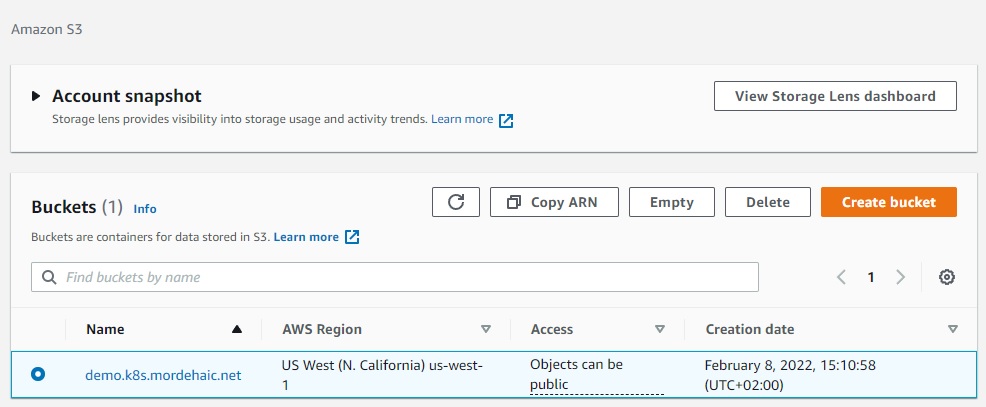 Amazon S3
Account snapshot
View Storage Lens dashboard
Storage lens provides visibility into storage usage and activity trends. Learn more
Buckets (1) Info
Copy ARN
Empty
Delete
Create bucket
Buckets are containers for data stored in S3. Learn more
Find buckets by name
1
Name AWS Region Access Creation date
demo.k8s.mordehaic.net
US West (N. California) us-west-
1
Objects can be
public
February 8, 2022, 15:10:58
(UTC+02:00)